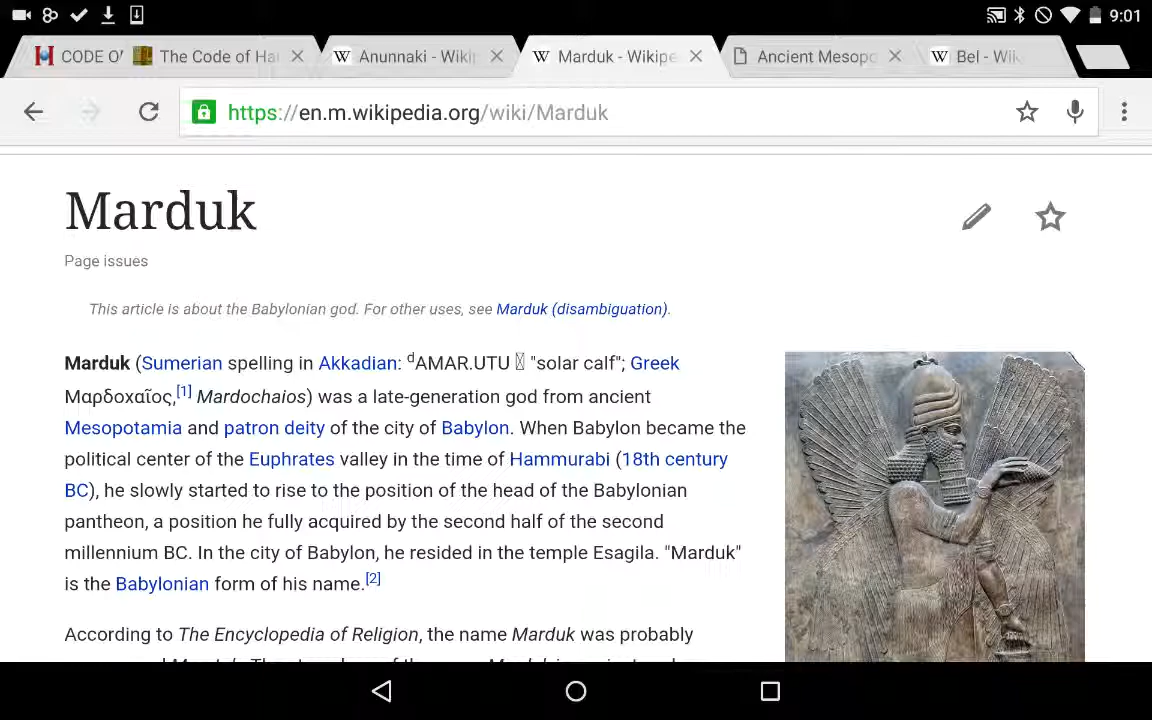 9:01
CODE O
The Code of Ha
W Anunnaki - Wiki
W Marduk - Wikipe
Ancient Mesopo
W Bel - Wik
https://en.m.wikipedia.org/wiki/Marduk
Marduk
Page issues
This article is about the Babylonian god. For other uses, see Marduk (disambiguation).
Marduk (Sumerian spelling in Akkadian: dAMAR.UTU "solar calf"; Greek
Μαρδοχαῖος,[1] Mardochaios) was a late-generation god from ancient
Mesopotamia and patron deity of the city of Babylon. When Babylon became the
political center of the Euphrates valley in the time of Hammurabi (18th century
BC), he slowly started to rise to the position of the head of the Babylonian
pantheon, a position he fully acquired by the second half of the second
millennium BC. In the city of Babylon, he resided in the temple Esagila. "Marduk"
is the Babylonian form of his name.[2]
According to The Encyclopedia of Religion, the name Marduk was probably